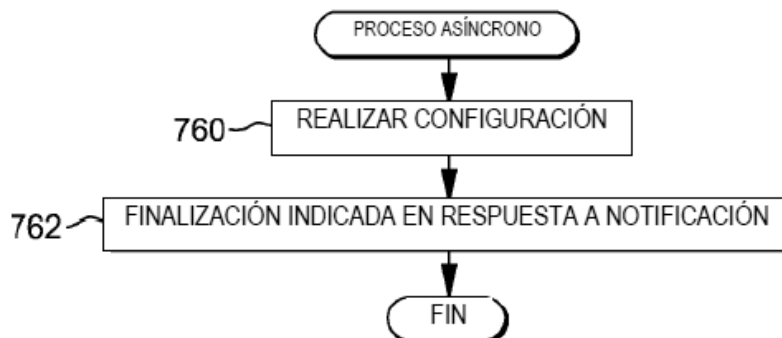 PROCESO ASÍNCRONO
760
REALIZAR CONFIGURACIÓN
762
FINALIZACIÓN INDICADA EN RESPUESTA A NOTIFICACIÓN
FIN